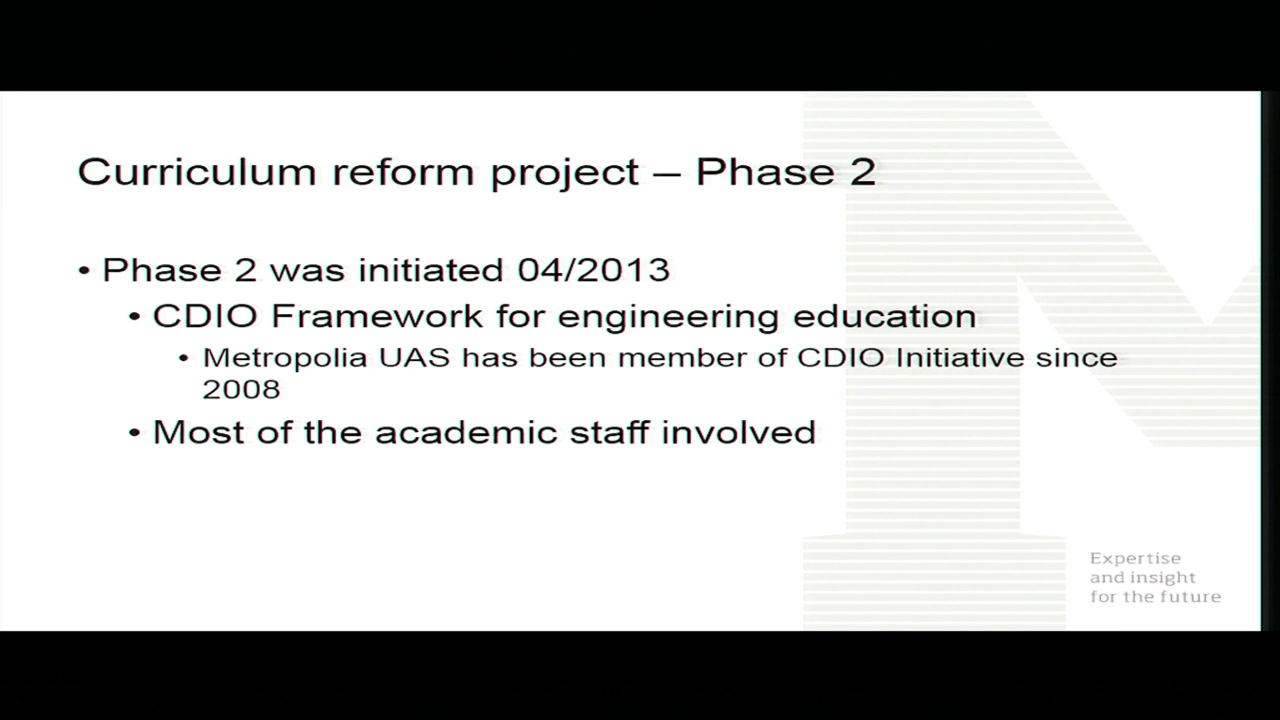 Curriculum reform project – Phase 2
• Phase 2 was initiated 04/2013
• CDIO Framework for engineering education
• Metropolia UAS has been member of CDIO Initiative since
2008
• Most of the academic staff involved
Expertise
and insight
for the future